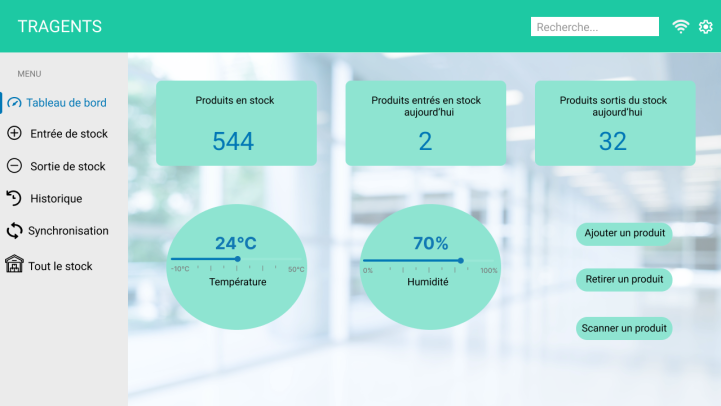 TRAGENTS
Recherche...
MENU
Tableau de bord
Entrée de stock
Sortie de stock
Historique
Synchronisation
Tout le stock
Produits en stock
544
Produits entrés en stock
aujourd'hui
2
Produits sortis du stock
aujourd'hui
32
24°C
-10°C
50°C
Température
70%
0%
100%
Humidité
Ajouter un produit
Retirer un produit
Scanner un produit